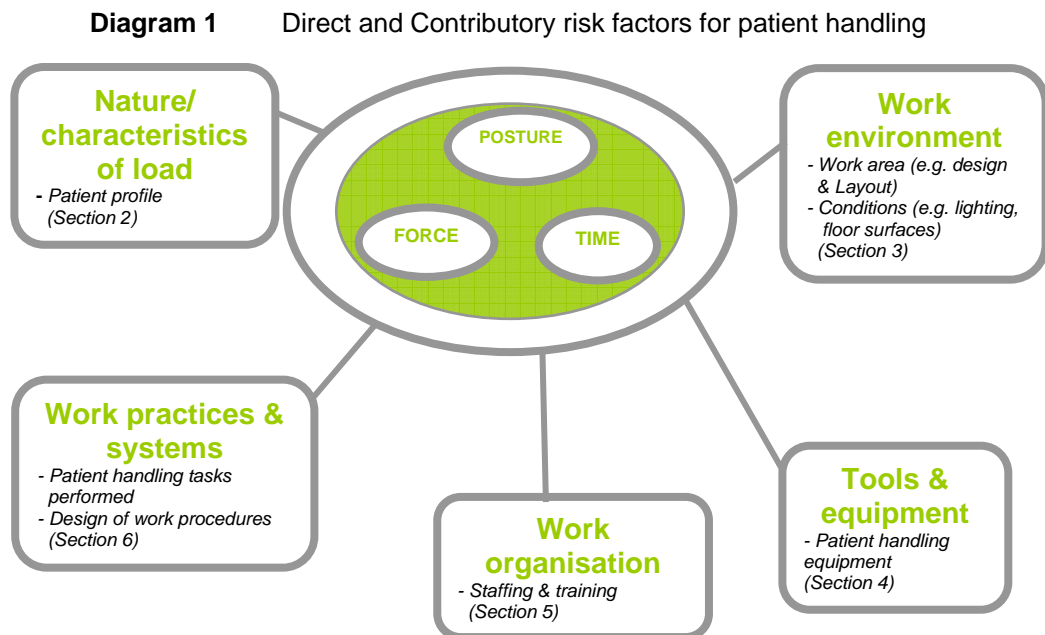 Diagram 1 Direct and Contributory risk factors for patient handling
Nature/
characteristics
of load
- Patient profile
(Section 2)
POSTURE
FORCE
TIME
Work
environment
- Work area (e.g. design
& Layout)
- Conditions (e.g. lighting,
floor surfaces)
(Section 3)
Work practices &
systems
- Patient handling tasks
performed
- Design of work procedures
(Section 6)
Work
organisation
- Staffing & training
(Section 5)
Tools &
equipment
- Patient handling
equipment
(Section 4)